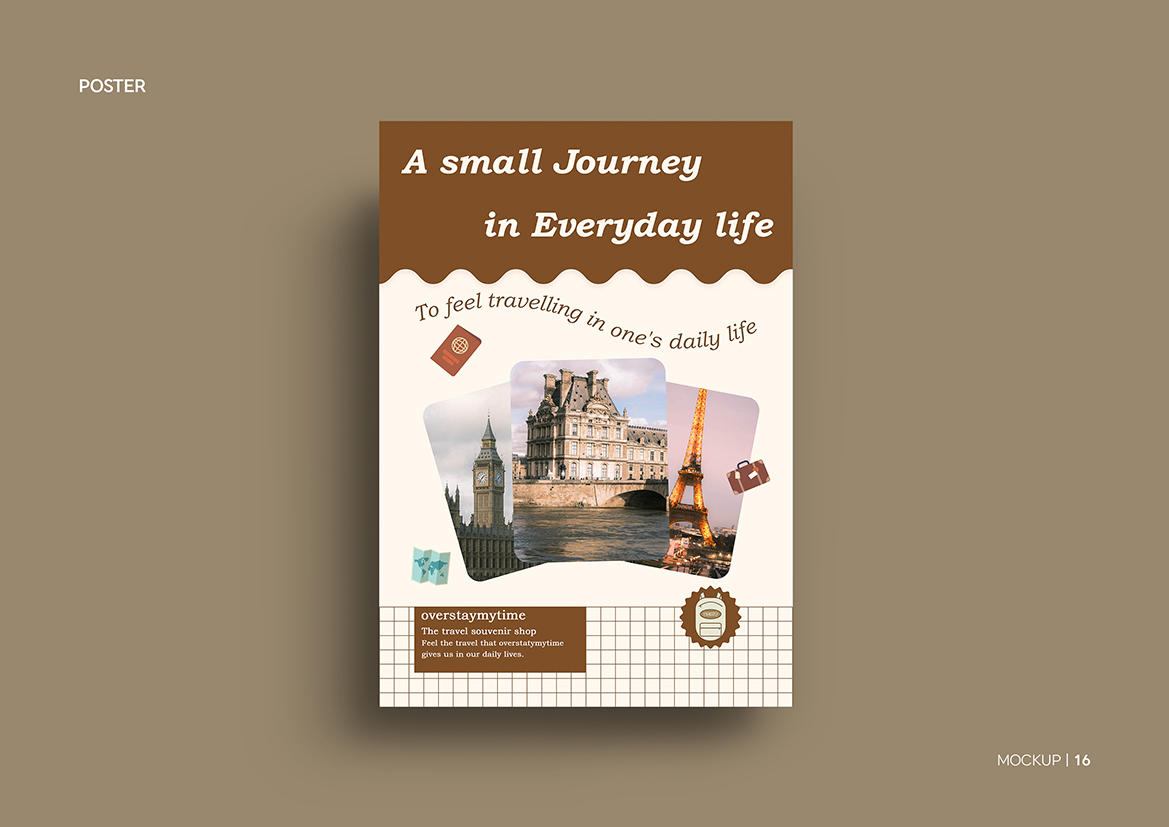 POSTER
A small Journey
in Everyday life
To feel travelling in one's daily life
overstaymytime
The travel souvenir shop
Feel the travel that overstatymytime
gives us in our daily lives.
MOCKUP | 16